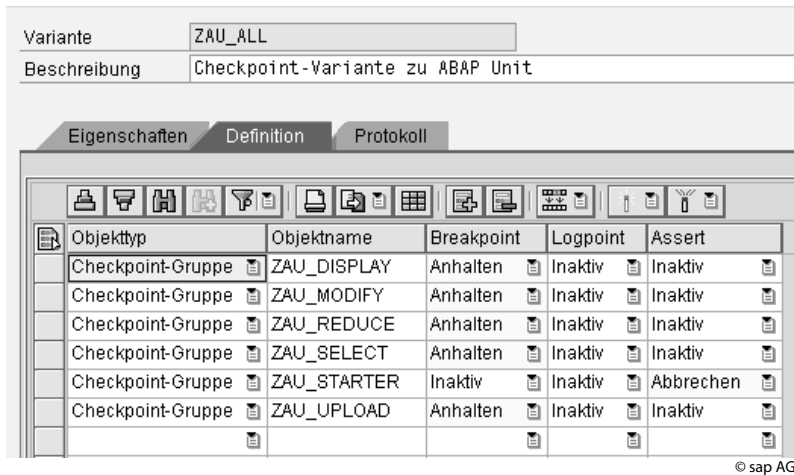 Variante ZAU_ALL
Beschreibung Checkpoint-Variante zu ABAP Unit
Eigenschaften Definition Protokoll
Objekttyp Objektname Breakpoint Logpoint Assert
Checkpoint-Gruppe ZAU_DISPLAY Anhalten Inaktiv Inaktiv
Checkpoint-Gruppe ZAU_MODIFY Anhalten Inaktiv Inaktiv
Checkpoint-Gruppe ZAU_REDUCE Anhalten Inaktiv Inaktiv
Checkpoint-Gruppe ZAU_SELECT Anhalten Inaktiv Inaktiv
Checkpoint-Gruppe ZAU_STARTER Inaktiv Inaktiv Abbrechen
Checkpoint-Gruppe ZAU_UPLOAD Anhalten Inaktiv Inaktiv
© sap AG